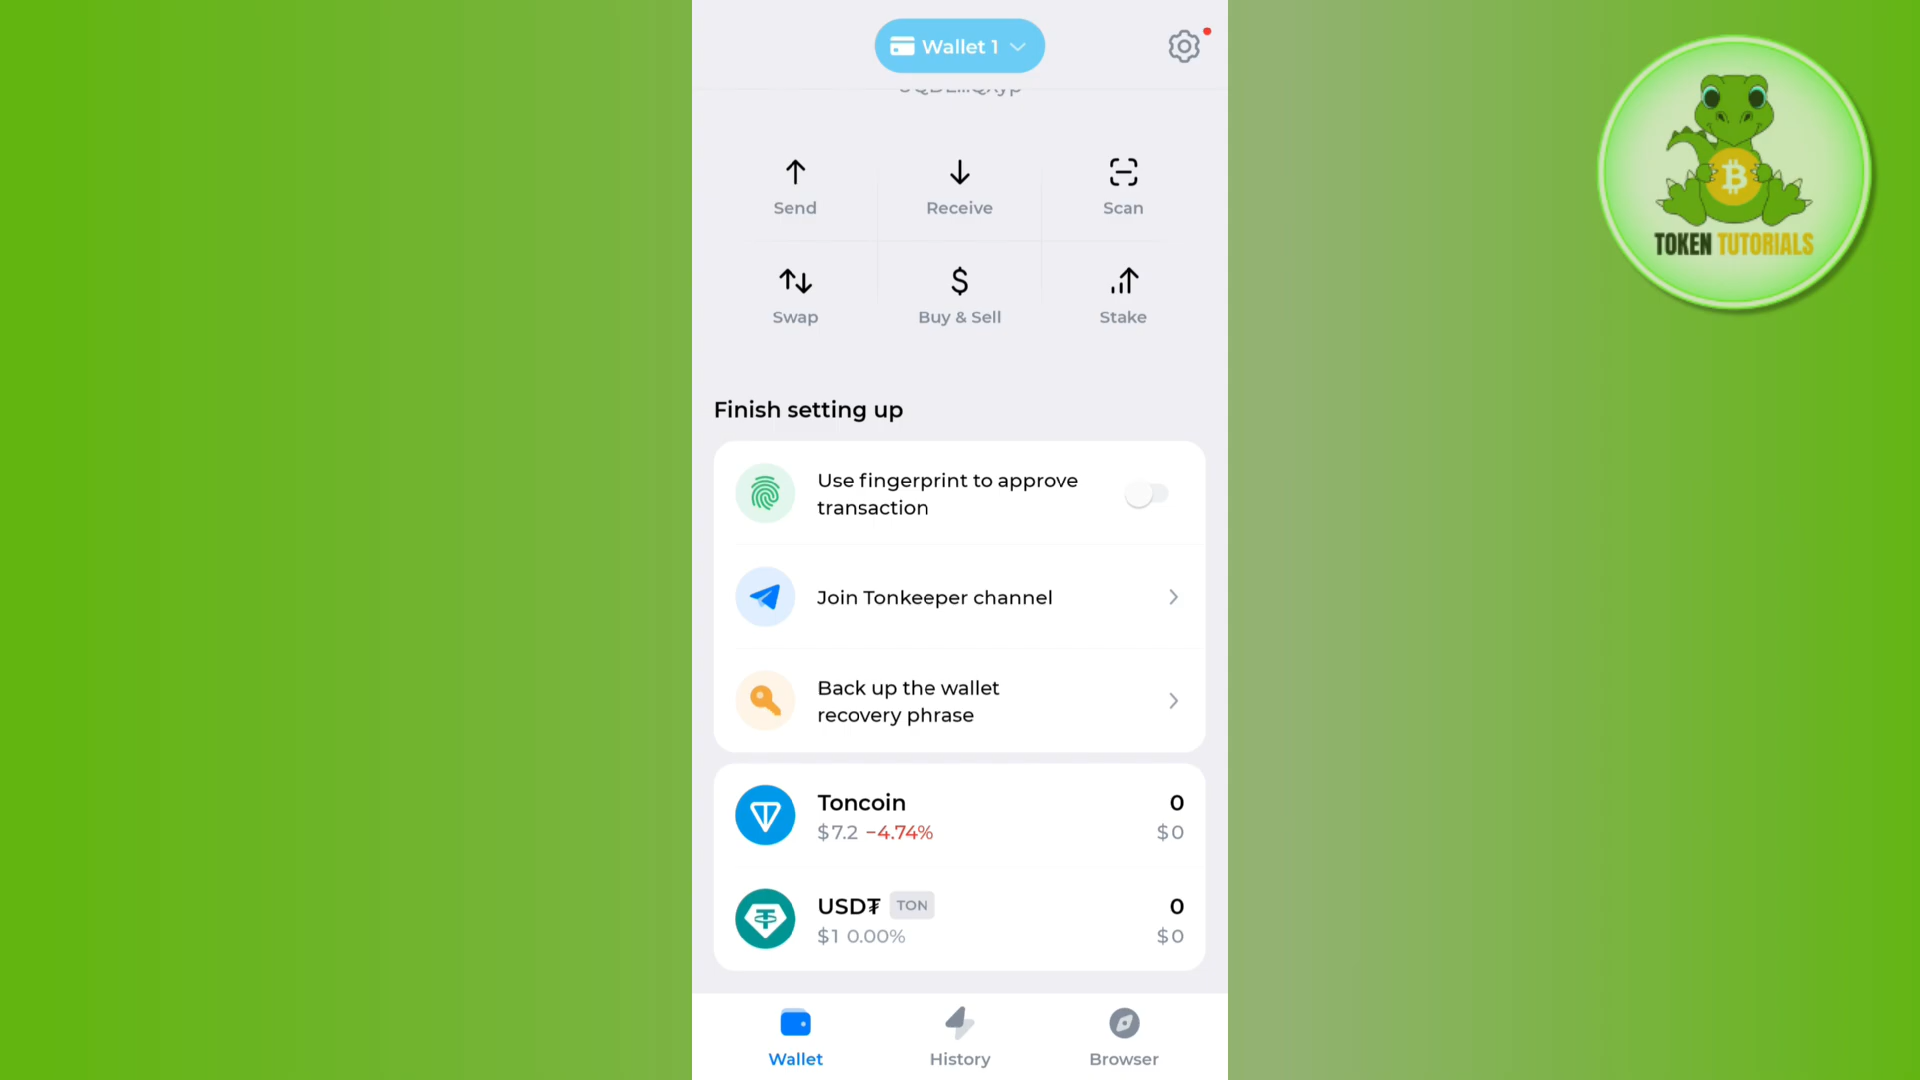 Wallet 1
Send
Receive
Scan
Swap
Buy & Sell
Stake
Finish setting up
Use fingerprint to approve
transaction
Join Tonkeeper channel
Back up the wallet
recovery phrase
Toncoin
0
$7.2 −4.74%
$0
USD₮ TON
0
$1 0.00%
$0
Wallet
History
Browser
TOKEN TUTORIALS